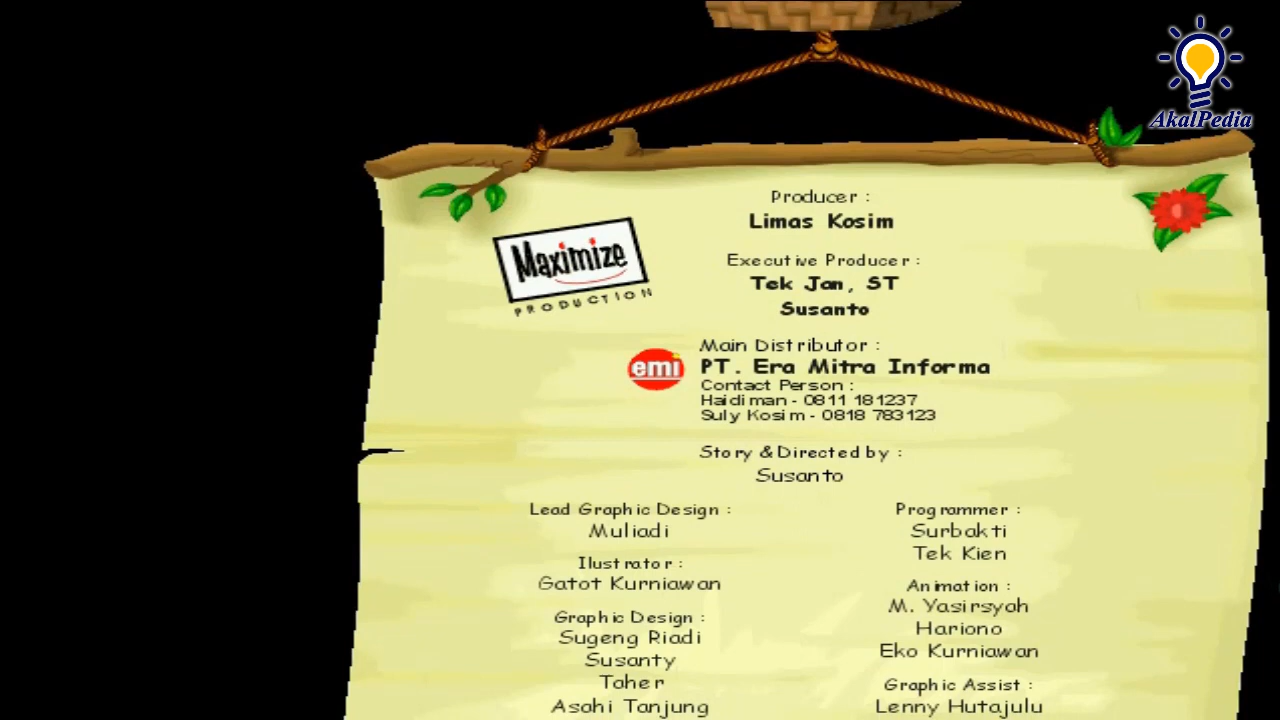 AkalPedia
Producer :
Limas Kosim
Maximize
PRODUCTION
Executive Producer :
Tek Jan, ST
Susanto
Main Distributor :
emi
PT. Era Mitra Informa
Contact Person :
Haidiman - 0811 181237
Suly Kosim - 0818 783123
Story & Directed by :
Susanto
Lead Graphic Design :
Muliadi
Ilustrator :
Gatot Kurniawan
Graphic Design :
Sugeng Riadi
Susanty
Taher
Asahi Tanjung
Programmer :
Surbakti
Tek Kien
Animation :
M. Yasirsyah
Hariono
Eko Kurniawan
Graphic Assist :
Lenny Hutajulu